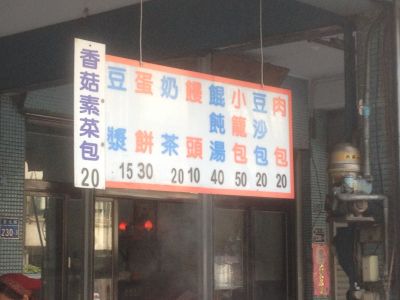 香菇素菜包 20
豆漿 15
蛋餅 30
奶茶 20
饅頭 10
餛飩湯 40
小籠包 50
豆沙包 20
肉包 20
230